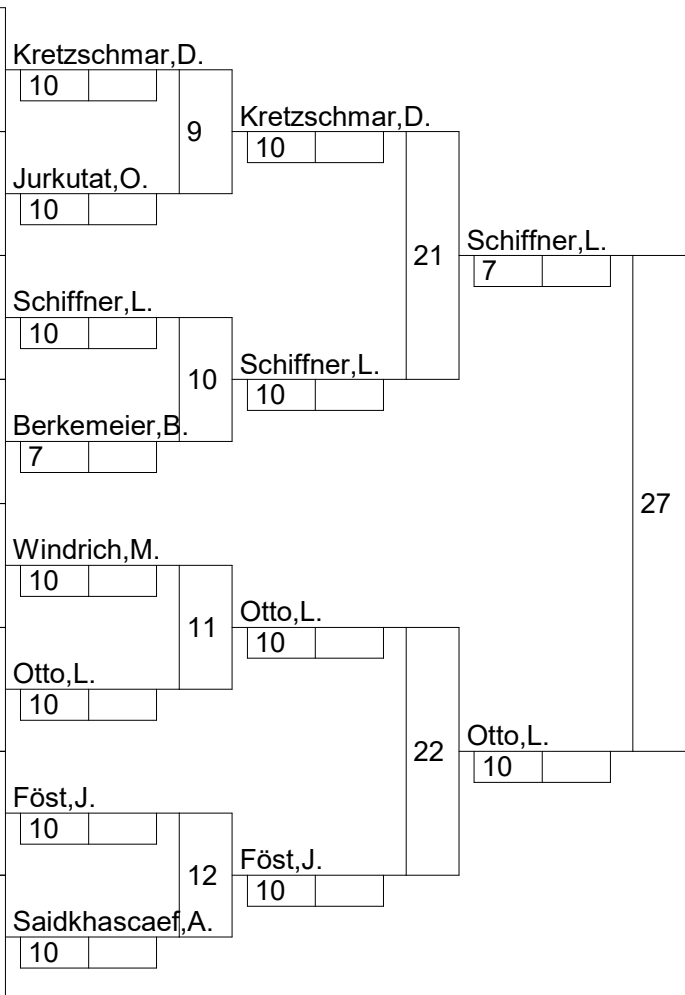 Kretzschmar,D.
10
9
Kretzschmar,D.
10
Jurkutat,O.
10
21
Schiffner,L.
7
Schiffner,L.
10
10
Schiffner,L.
10
Berkemeier,B.
7
27
Windrich,M.
10
11
Otto,L.
10
Otto,L.
10
22
Otto,L.
10
Föst,J.
10
12
Föst,J.
10
Saidkhascaef,A.
10